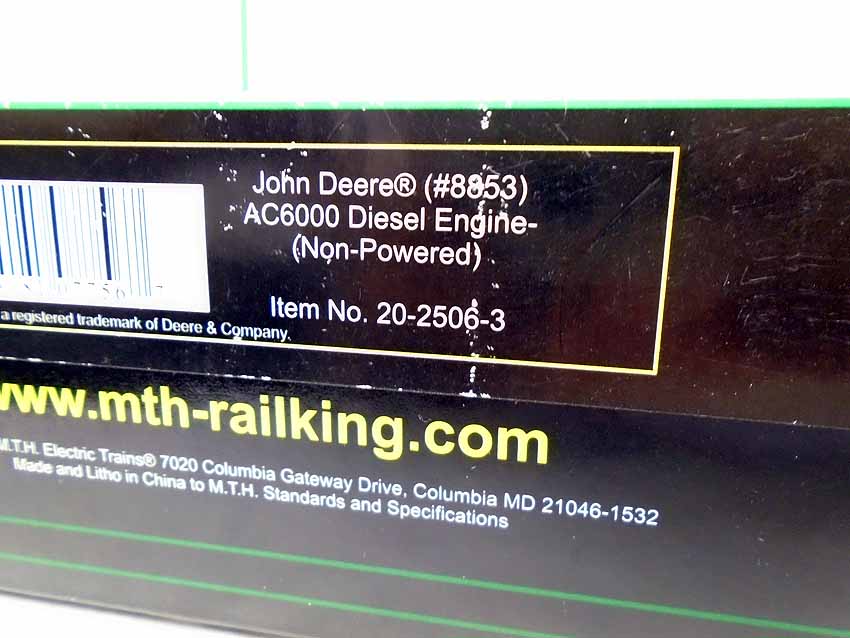 John Deere® (#8853)
AC6000 Diesel Engine-
(Non-Powered)
Item No. 20-2506-3
a registered trademark of Deere & Company.
www.mth-railking.com
M.T.H. Electric Trains® 7020 Columbia Gateway Drive, Columbia MD 21046-1532
Made and Litho in China to M.T.H. Standards and Specifications